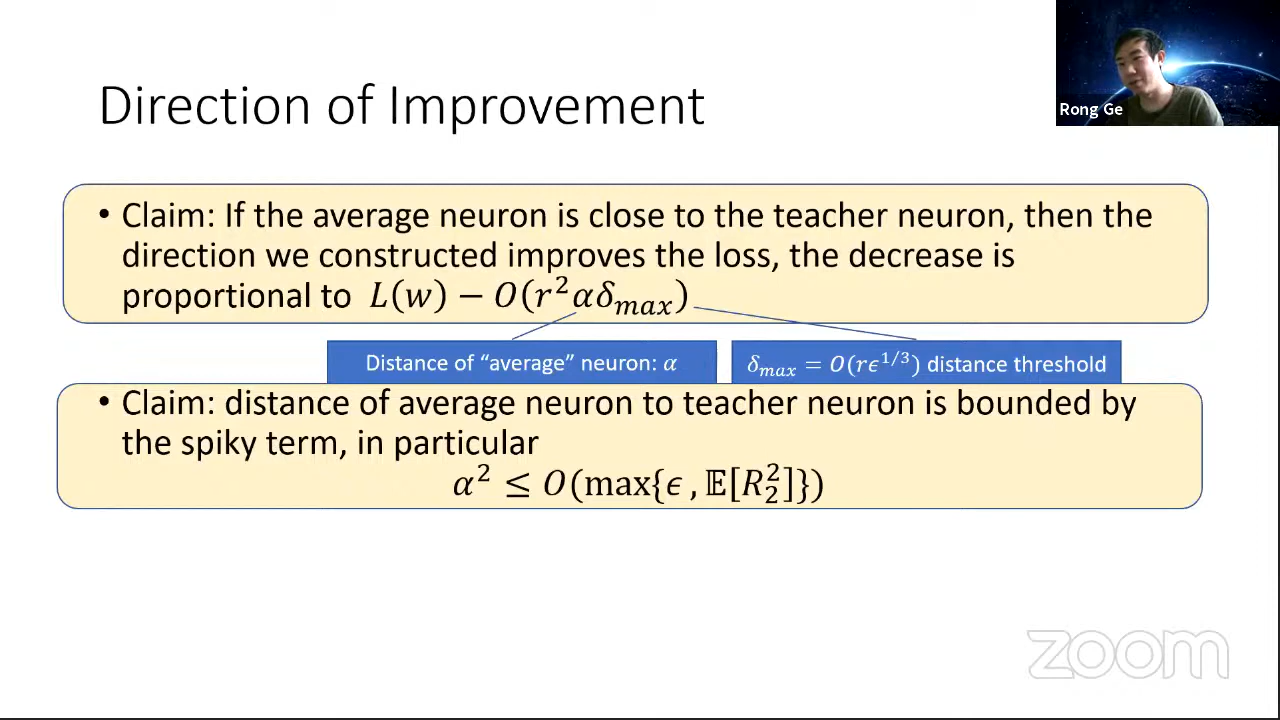 Direction of Improvement
Rong Ge
• Claim: If the average neuron is close to the teacher neuron, then the
direction we constructed improves the loss, the decrease is
proportional to L(w) − O(r²αδ_max)
Distance of “average” neuron: α
δ_max = O(rϵ^{1/3}) distance threshold
• Claim: distance of average neuron to teacher neuron is bounded by
the spiky term, in particular
α² ≤ O(max{ϵ , 𝔼[R₂²]})
zoom